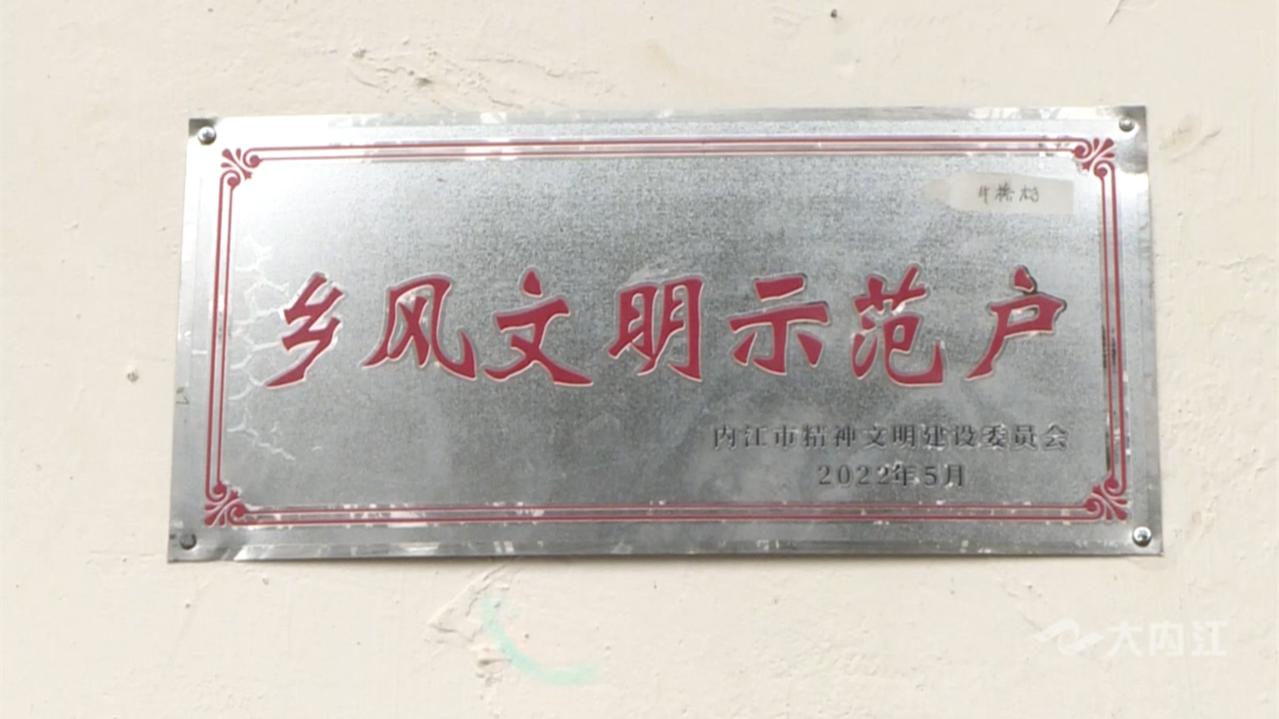 乡风文明示范户
内江市精神文明建设委员会
2022年5月
大内江